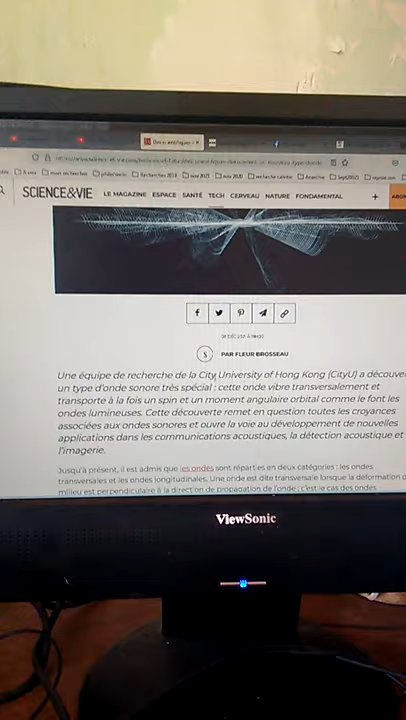 SCIENCE&VIE LE MAGAZINE ESPACE SANTÉ TECH CERVEAU NATURE FONDAMENTAL + ABON
PAR FLEUR BROSSEAU
Une équipe de recherche de la City University of Hong Kong (CityU) a découver
un type d'onde sonore très spécial : cette onde vibre transversalement et
transporte à la fois un spin et un moment angulaire orbital comme le font les
ondes lumineuses. Cette découverte remet en question toutes les croyances
associées aux ondes sonores et ouvre la voie au développement de nouvelles
applications dans les communications acoustiques, la détection acoustique et
l'imagerie.
Jusqu'à présent, il est admis que les ondes sont réparties en deux catégories : les ondes
transversales et les ondes longitudinales. Une onde est dite transversale lorsque la déformation d
milieu est perpendiculaire à la direction de propagation de l'onde ; c'est le cas des ondes
ViewSonic